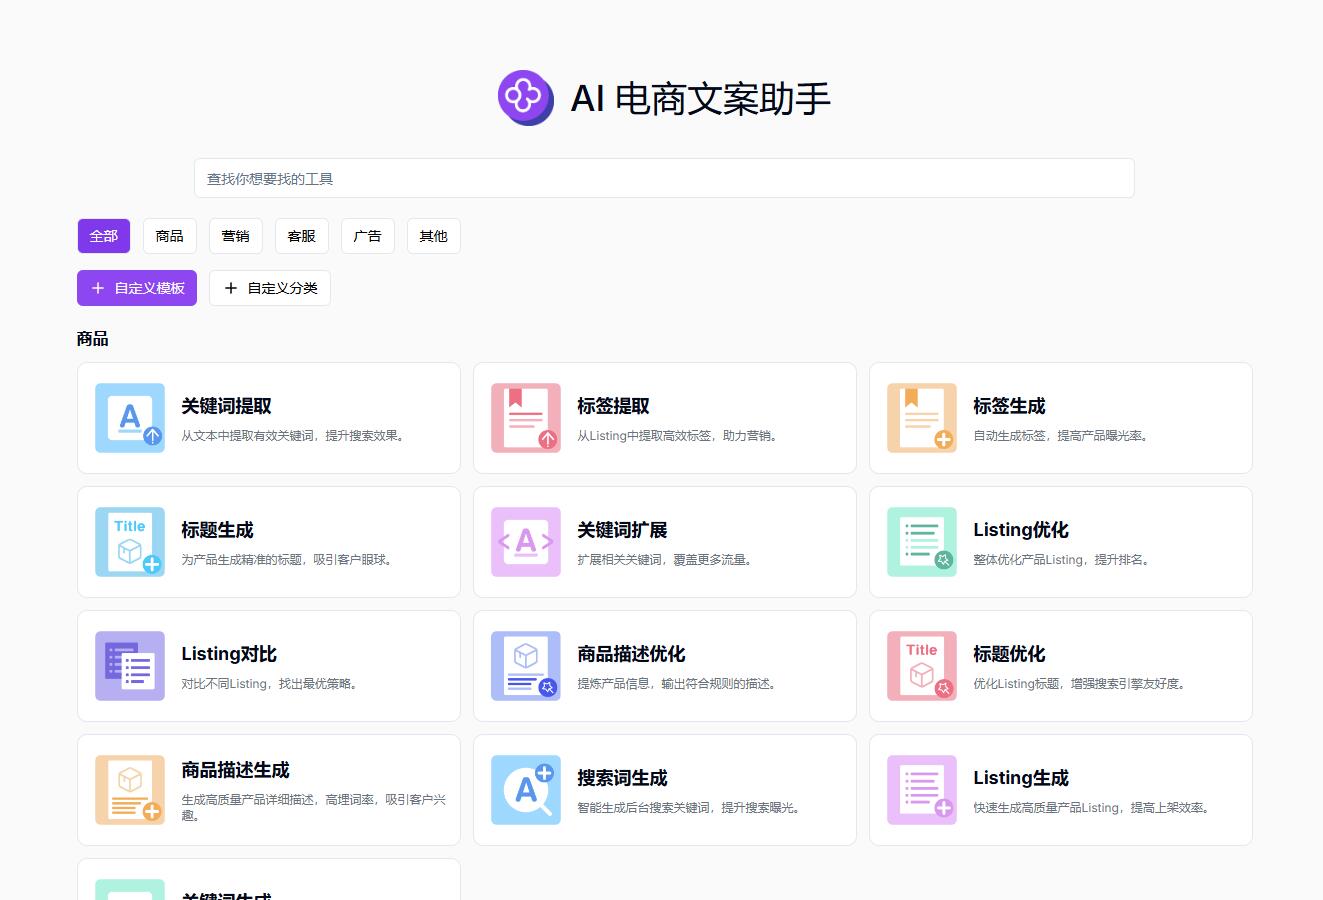 AI 电商文案助手
查找你想要找的工具
全部 商品 营销 客服 广告 其他
+ 自定义模板 + 自定义分类
商品
A
关键词提取
从文本中提取有效关键词，提升搜索效果。
标签提取
从Listing中提取高效标签，助力营销。
标签生成
自动生成标签，提高产品曝光率。
Title
标题生成
为产品生成精准的标题，吸引客户眼球。
<A>
关键词扩展
扩展相关关键词，覆盖更多流量。
Listing优化
整体优化产品Listing，提升排名。
Listing对比
对比不同Listing，找出最优策略。
商品描述优化
提炼产品信息，输出符合规则的描述。
Title
标题优化
优化Listing标题，增强搜索引擎友好度。
商品描述生成
生成高质量产品详细描述，高埋词率，吸引客户兴
趣。
A
搜索词生成
智能生成后台搜索关键词，提升搜索曝光。
Listing生成
快速生成高质量产品Listing，提高上架效率。
关键词生成